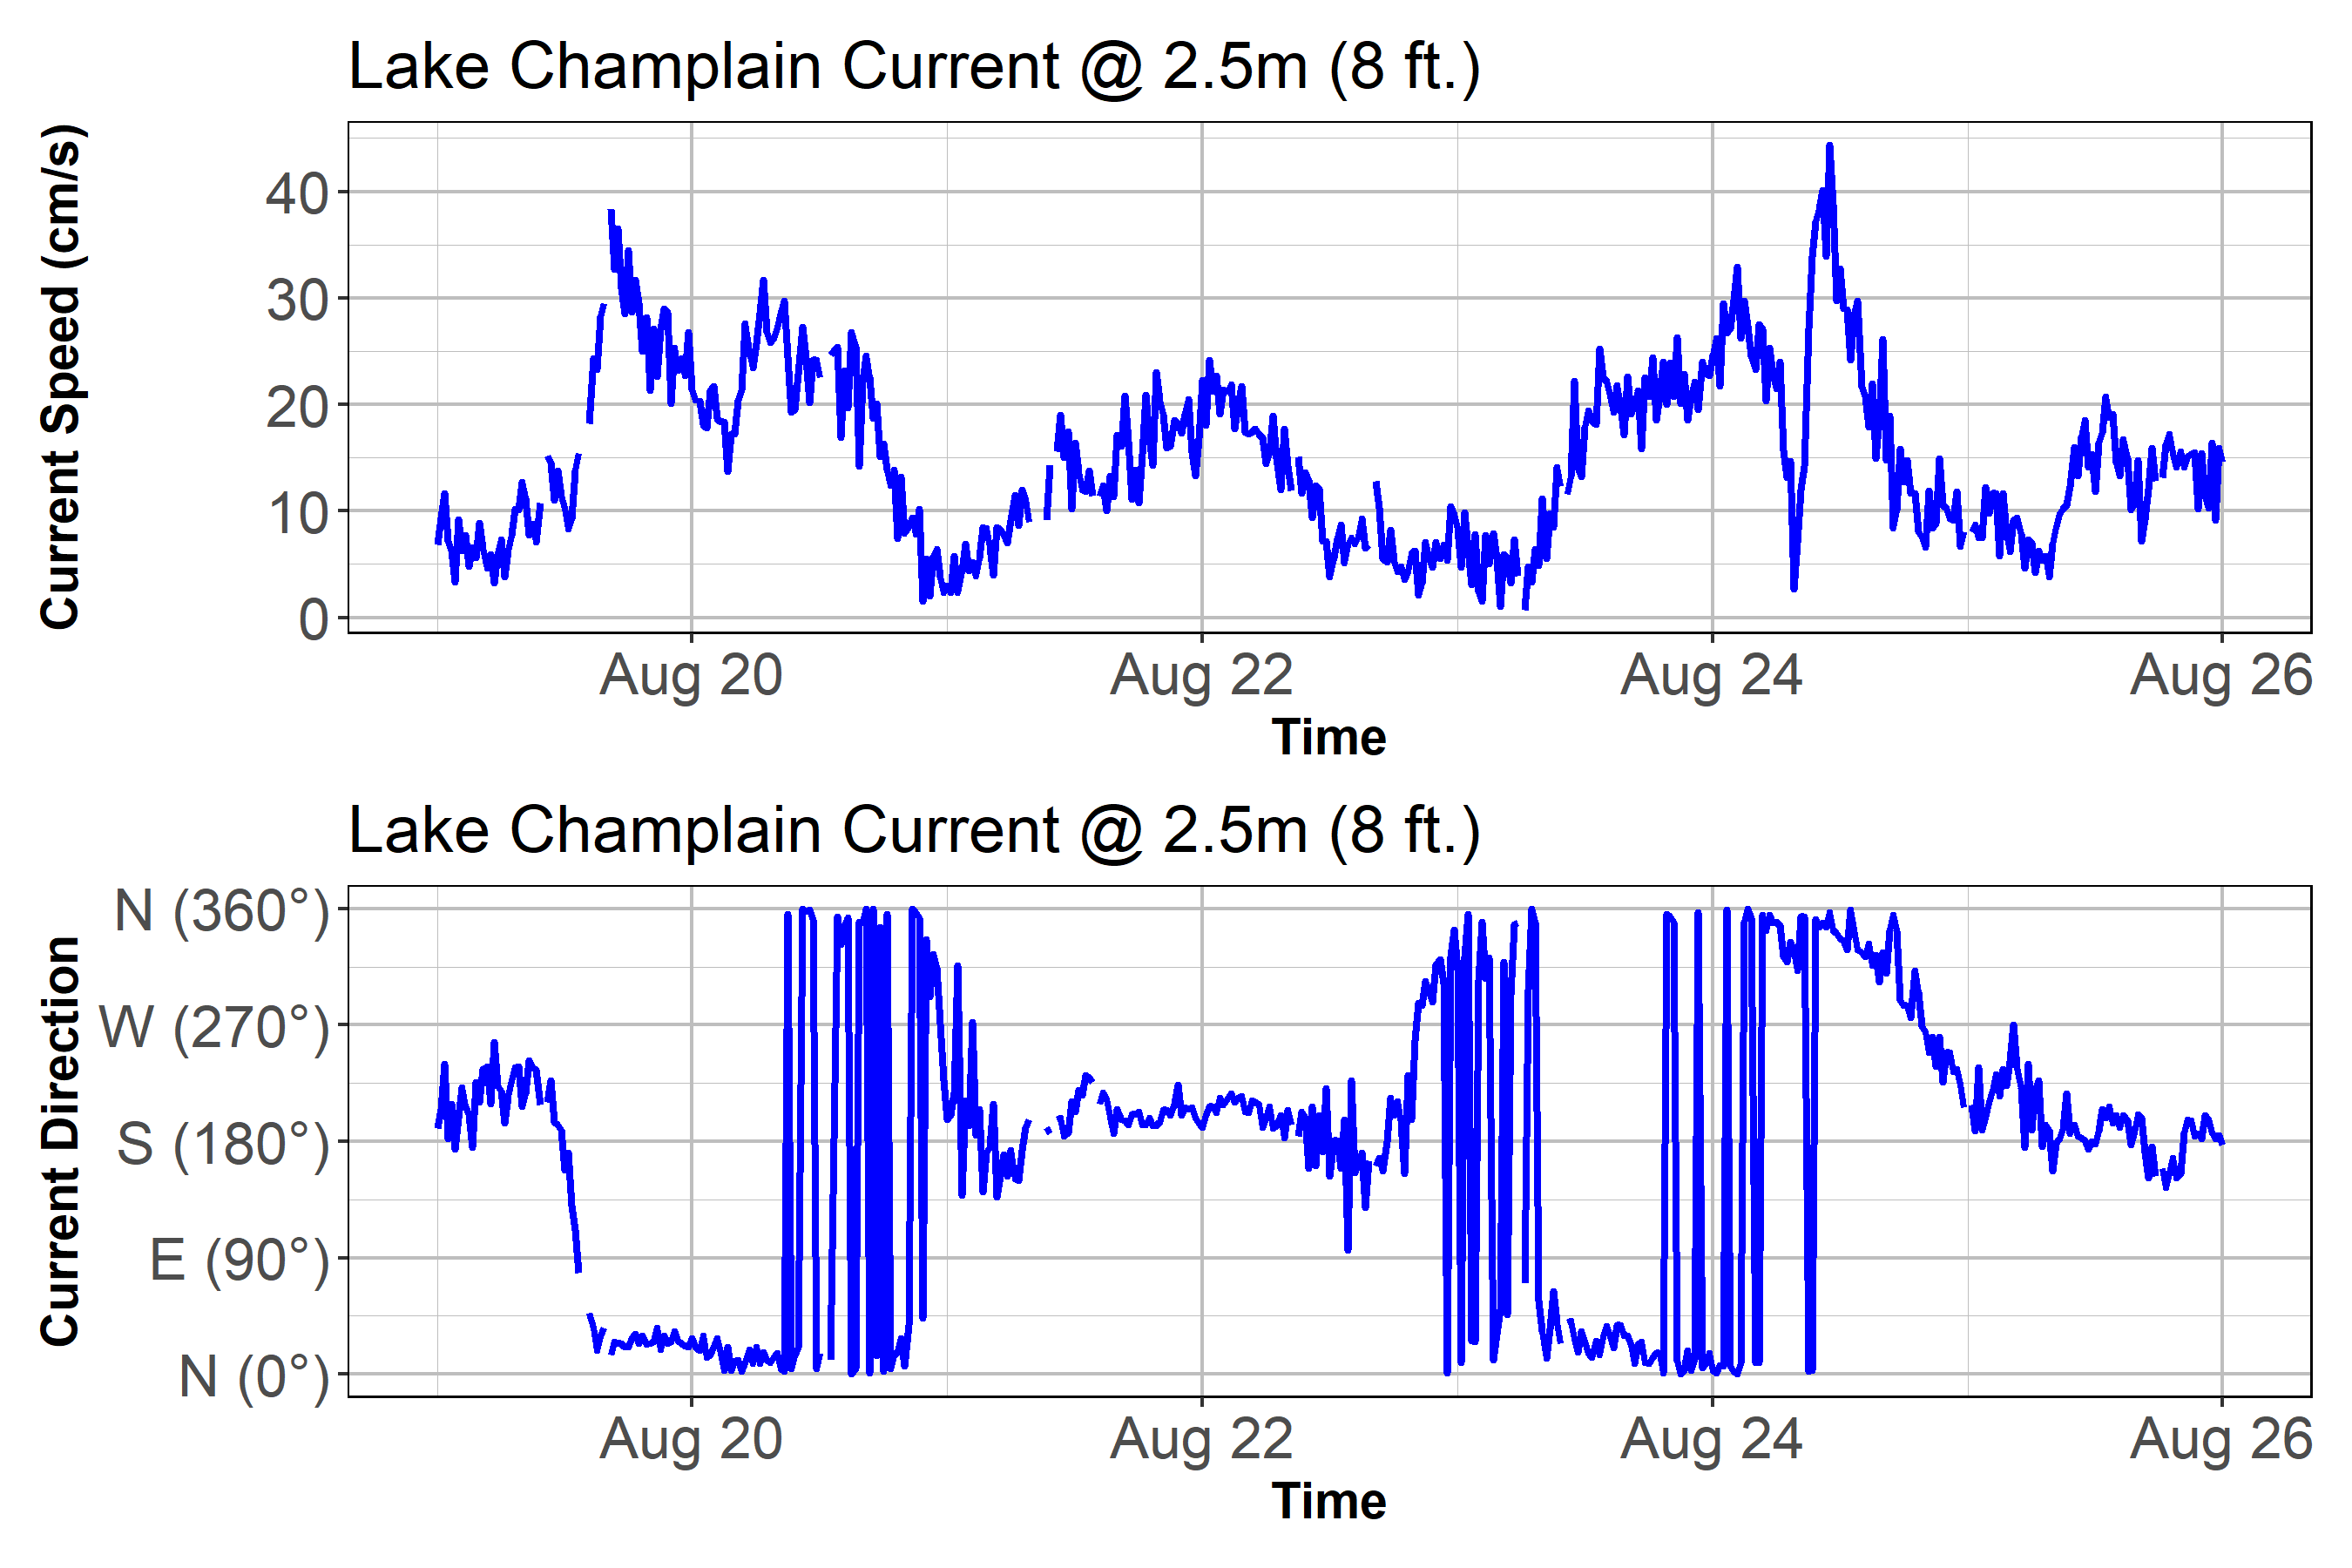 Lake Champlain Current @ 2.5m (8 ft.)
Current Speed (cm/s)
40
30
20
10
0
Aug 20 Aug 22 Aug 24 Aug 26
Time
Lake Champlain Current @ 2.5m (8 ft.)
Current Direction
N (360°)
W (270°)
S (180°)
E (90°)
N (0°)
Aug 20 Aug 22 Aug 24 Aug 26
Time